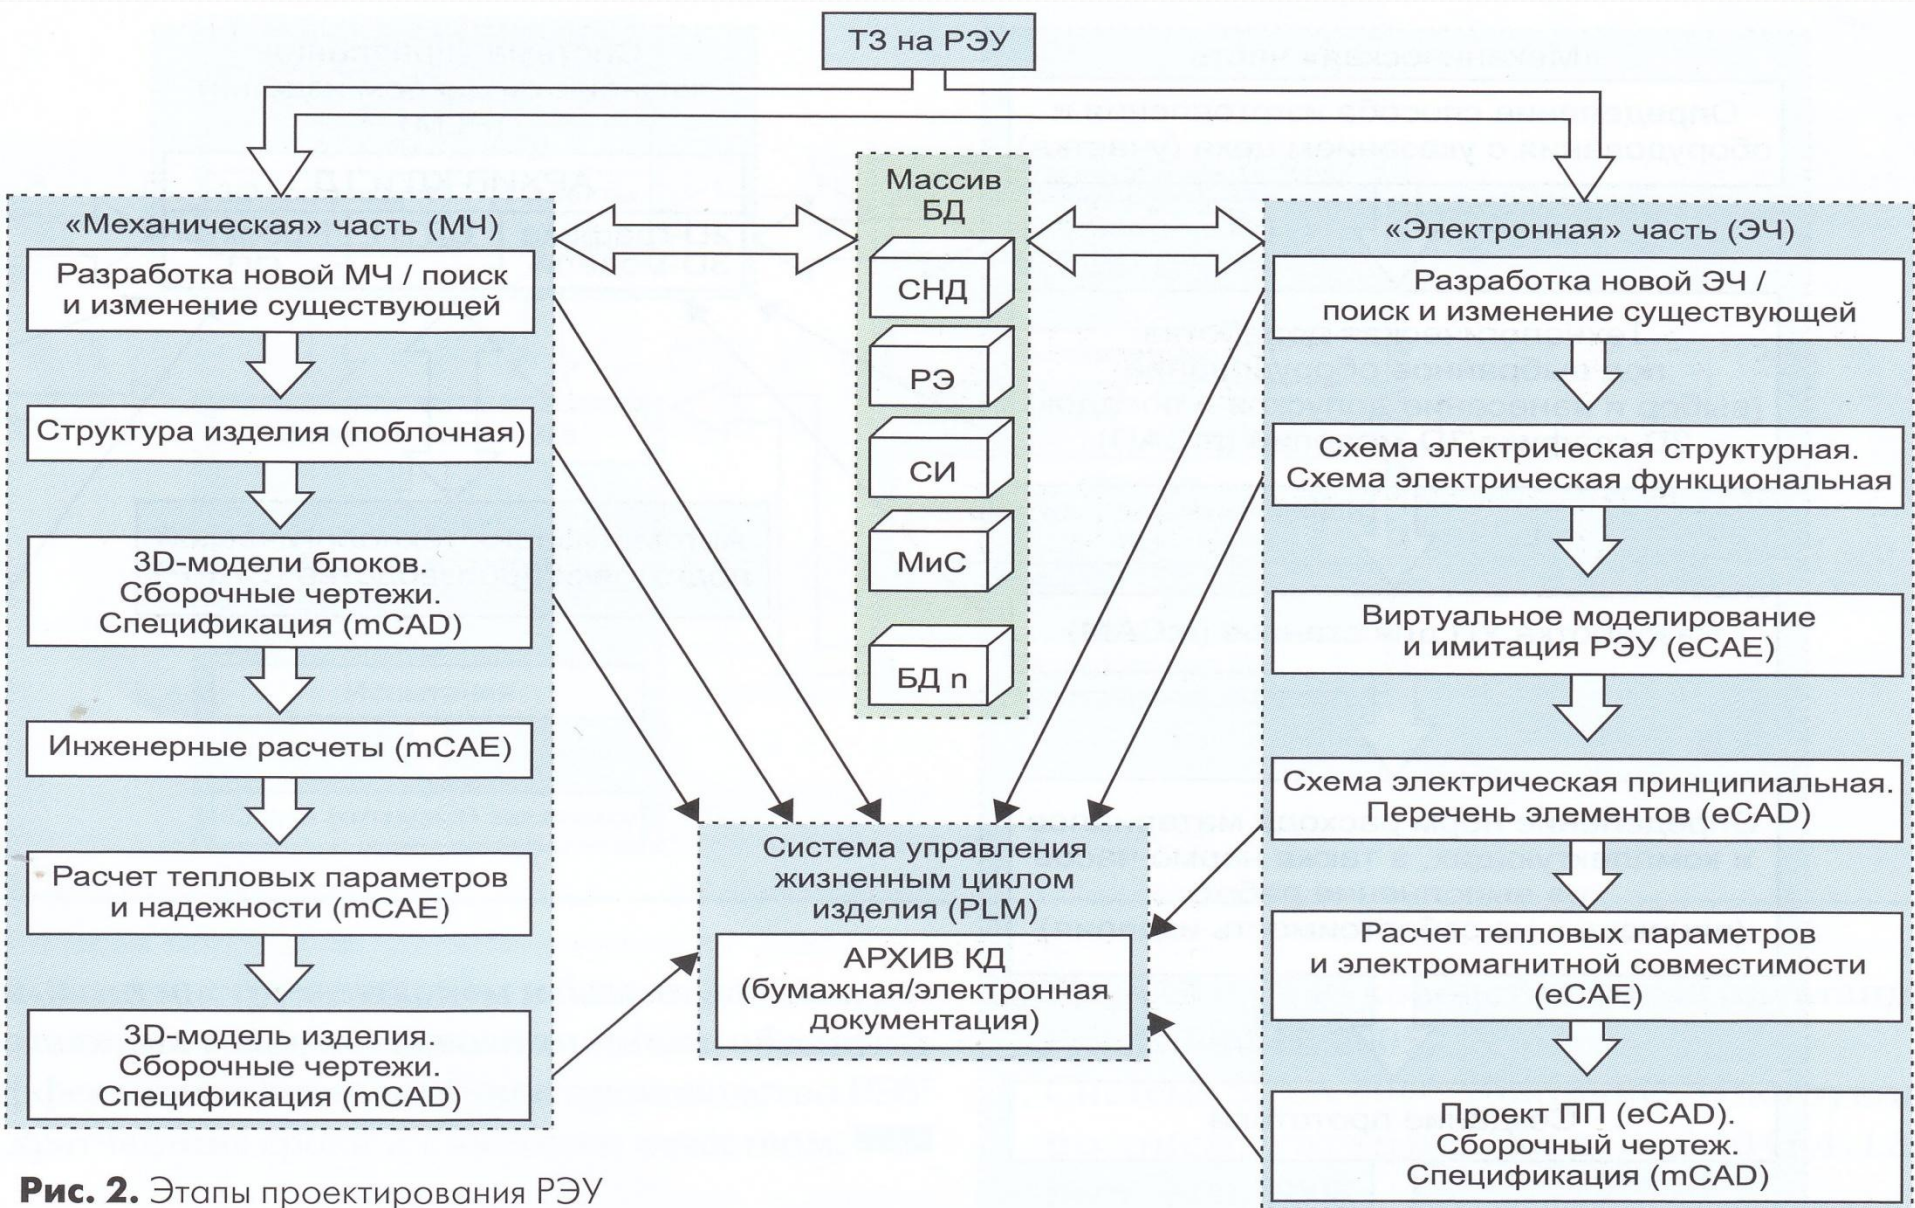 ТЗ на РЭУ
«Механическая» часть (МЧ)
Разработка новой МЧ / поиск
и изменение существующей
Структура изделия (поблочная)
3D-модели блоков.
Сборочные чертежи.
Спецификация (mCAD)
Инженерные расчеты (mCAE)
Расчет тепловых параметров
и надежности (mCAE)
3D-модель изделия.
Сборочные чертежи.
Спецификация (mCAD)
Массив
БД
СНД
РЭ
СИ
МиС
БД n
Система управления
жизненным циклом
изделия (PLM)
АРХИВ КД
(бумажная/электронная
документация)
«Электронная» часть (ЭЧ)
Разработка новой ЭЧ /
поиск и изменение существующей
Схема электрическая структурная.
Схема электрическая функциональная
Виртуальное моделирование
и имитация РЭУ (eCAE)
Схема электрическая принципиальная.
Перечень элементов (eCAD)
Расчет тепловых параметров
и электромагнитной совместимости
(eCAE)
Проект ПП (eCAD).
Сборочный чертеж.
Спецификация (mCAD)
Рис. 2. Этапы проектирования РЭУ